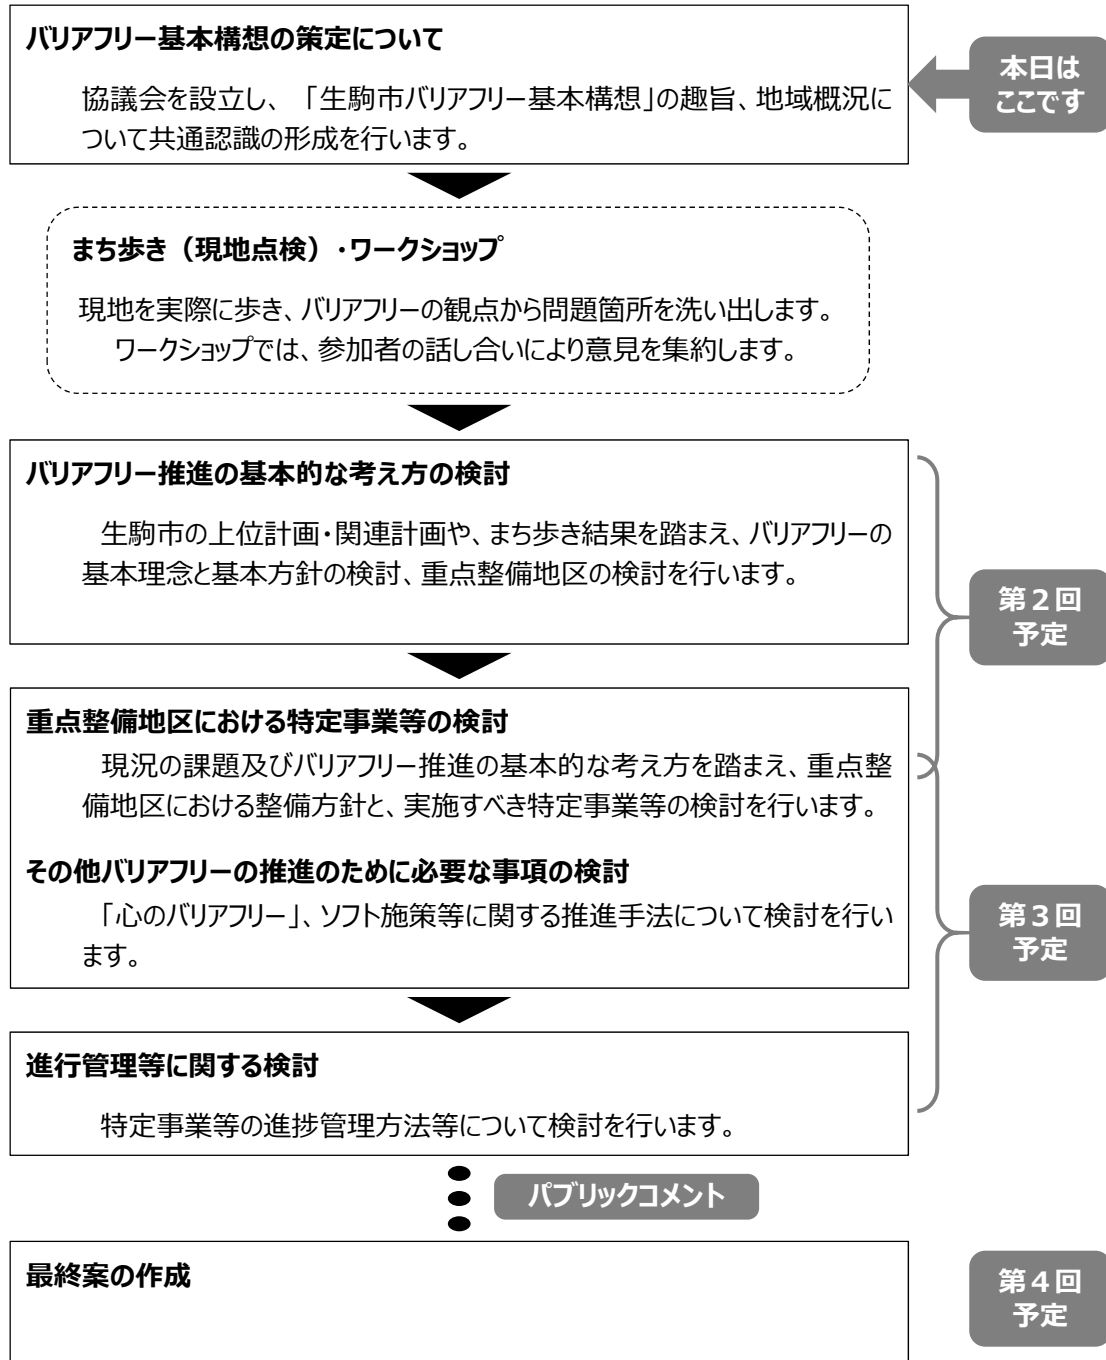 バリアフリー基本構想の策定について
協議会を設立し、「生駒市バリアフリー基本構想」の趣旨、地域概況に
ついて共通認識の形成を行います。
本日は
ここです
まち歩き（現地点検）・ワークショップ
現地を実際に歩き、バリアフリーの観点から問題箇所を洗い出します。
ワークショップでは、参加者の話し合いにより意見を集約します。
バリアフリー推進の基本的な考え方の検討
生駒市の上位計画・関連計画や、まち歩き結果を踏まえ、バリアフリーの
基本理念と基本方針の検討、重点整備地区の検討を行います。
第２回
予定
重点整備地区における特定事業等の検討
現況の課題及びバリアフリー推進の基本的な考え方を踏まえ、重点整
備地区における整備方針と、実施すべき特定事業等の検討を行います。
その他バリアフリーの推進のために必要な事項の検討
「心のバリアフリー」、ソフト施策等に関する推進手法について検討を行い
ます。
第３回
予定
進行管理等に関する検討
特定事業等の進捗管理方法等について検討を行います。
パブリックコメント
最終案の作成
第４回
予定